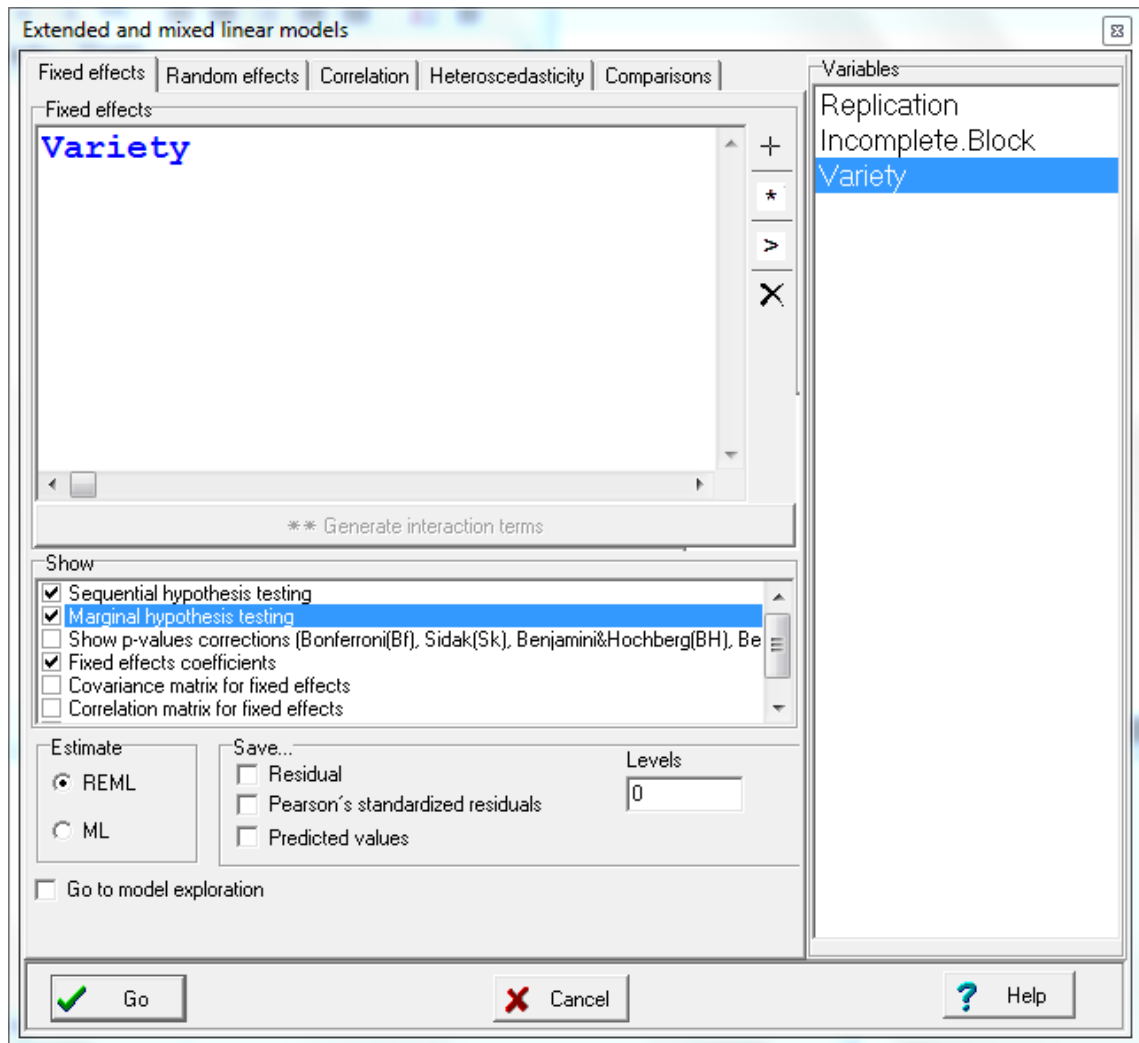 Extended and mixed linear models
Fixed effects Random effects Correlation Heteroscedasticity Comparisons
Fixed effects
Variety
+
*
>
** Generate interaction terms
Show
Sequential hypothesis testing
Marginal hypothesis testing
Show p-values corrections (Bonferroni(Bf), Sidak(Sk), Benjamini&Hochberg(BH), Be
Fixed effects coefficients
Covariance matrix for fixed effects
Correlation matrix for fixed effects
Estimate
REML
ML
Save...
Residual
Pearson´s standardized residuals
Predicted values
Levels
0
Go to model exploration
Variables
Replication
Incomplete.Block
Variety
Go
Cancel
? Help